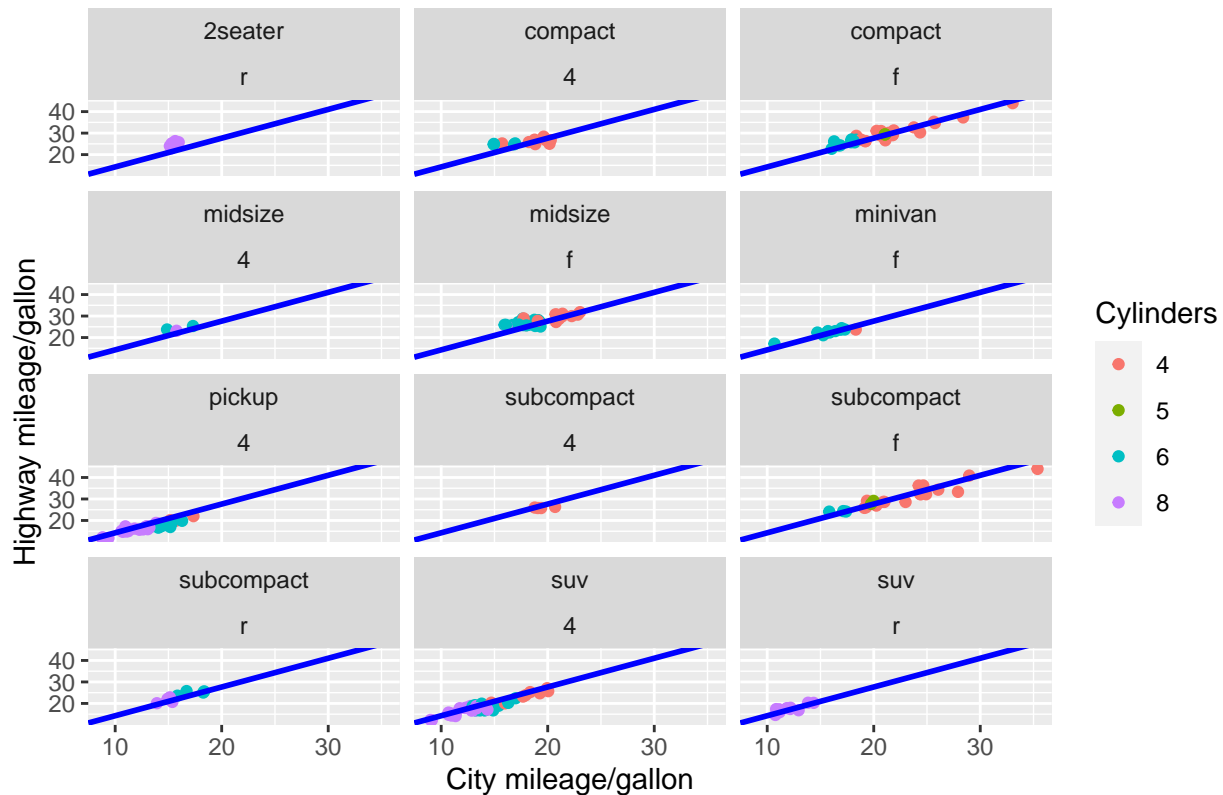 2seater
r
compact
4
compact
f
40
30
20
midsize
4
midsize
f
minivan
f
40
30
20
pickup
4
subcompact
4
subcompact
f
40
30
20
subcompact
r
suv
4
suv
r
40
30
20
10 20 30
10 20 30
10 20 30
City mileage/gallon
Highway mileage/gallon
Cylinders
4
5
6
8